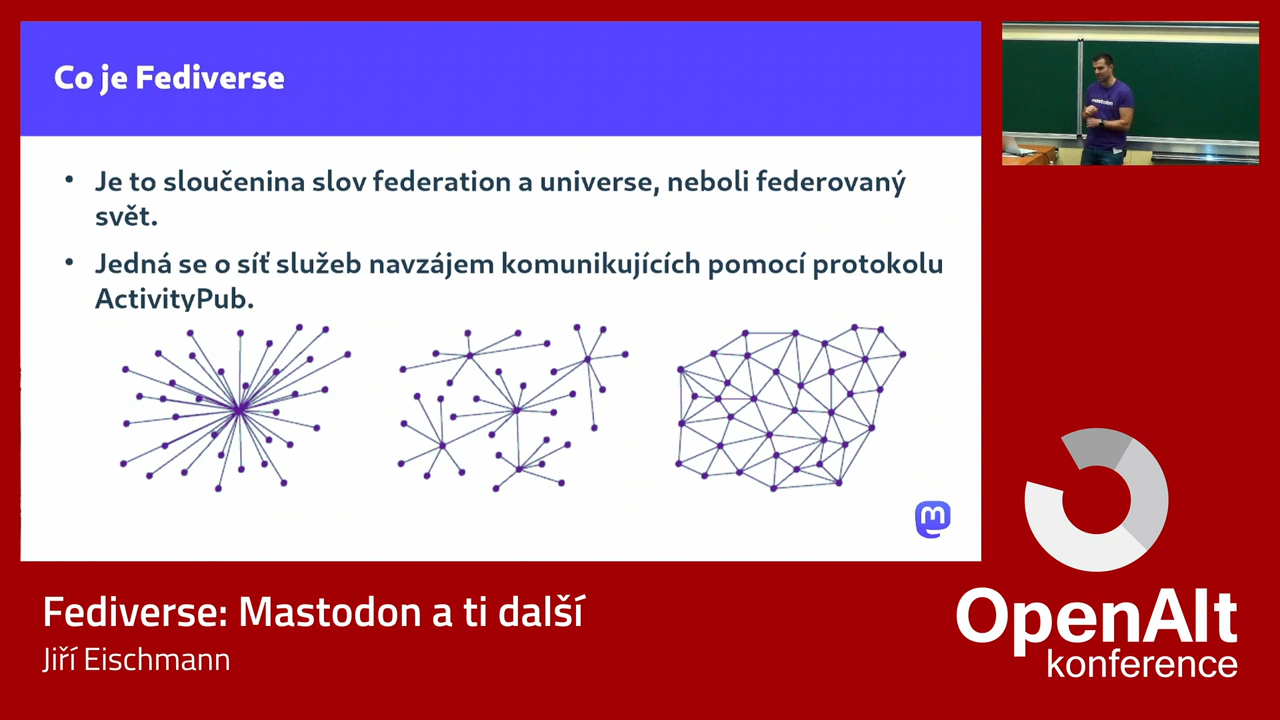 Co je Fediverse
• Je to sloučenina slov federation a universe, neboli federovaný
svět.
• Jedná se o síť služeb navzájem komunikujících pomocí protokolu
ActivityPub.
mastodon
Fediverse: Mastodon a ti další
Jiří Eischmann
OpenAlt
konference